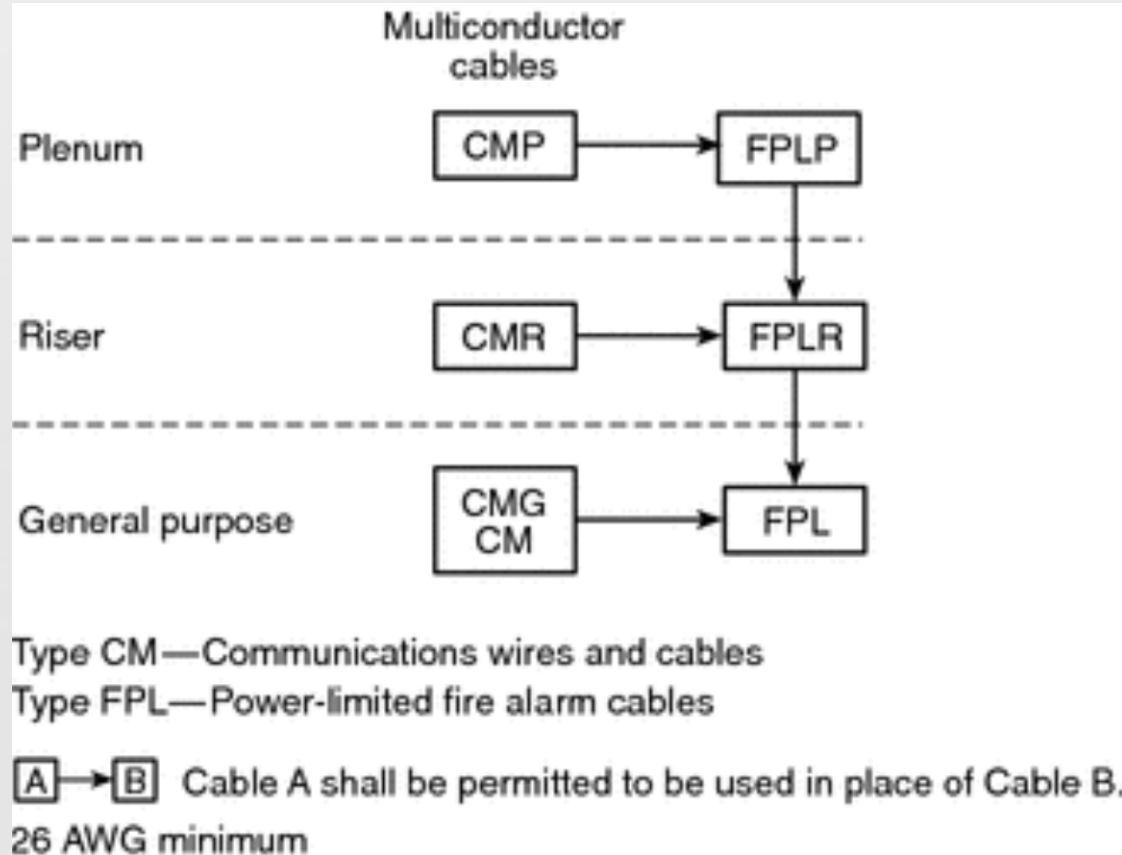 Multiconductor
cables
Plenum
CMP
FPLP
Riser
CMR
FPLR
General purpose
CMG
CM
FPL
Type CM—Communications wires and cables
Type FPL—Power-limited fire alarm cables
A B Cable A shall be permitted to be used in place of Cable B.
26 AWG minimum